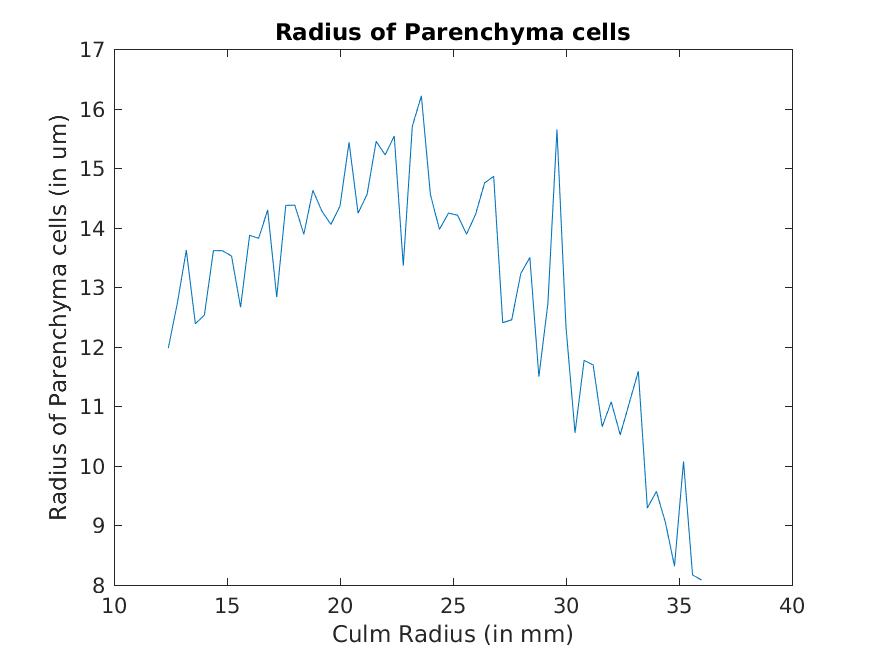 Radius of Parenchyma cells
17
16
15
14
13
12
11
10
9
8
Radius of Parenchyma cells (in um)
10 15 20 25 30 35 40
Culm Radius (in mm)